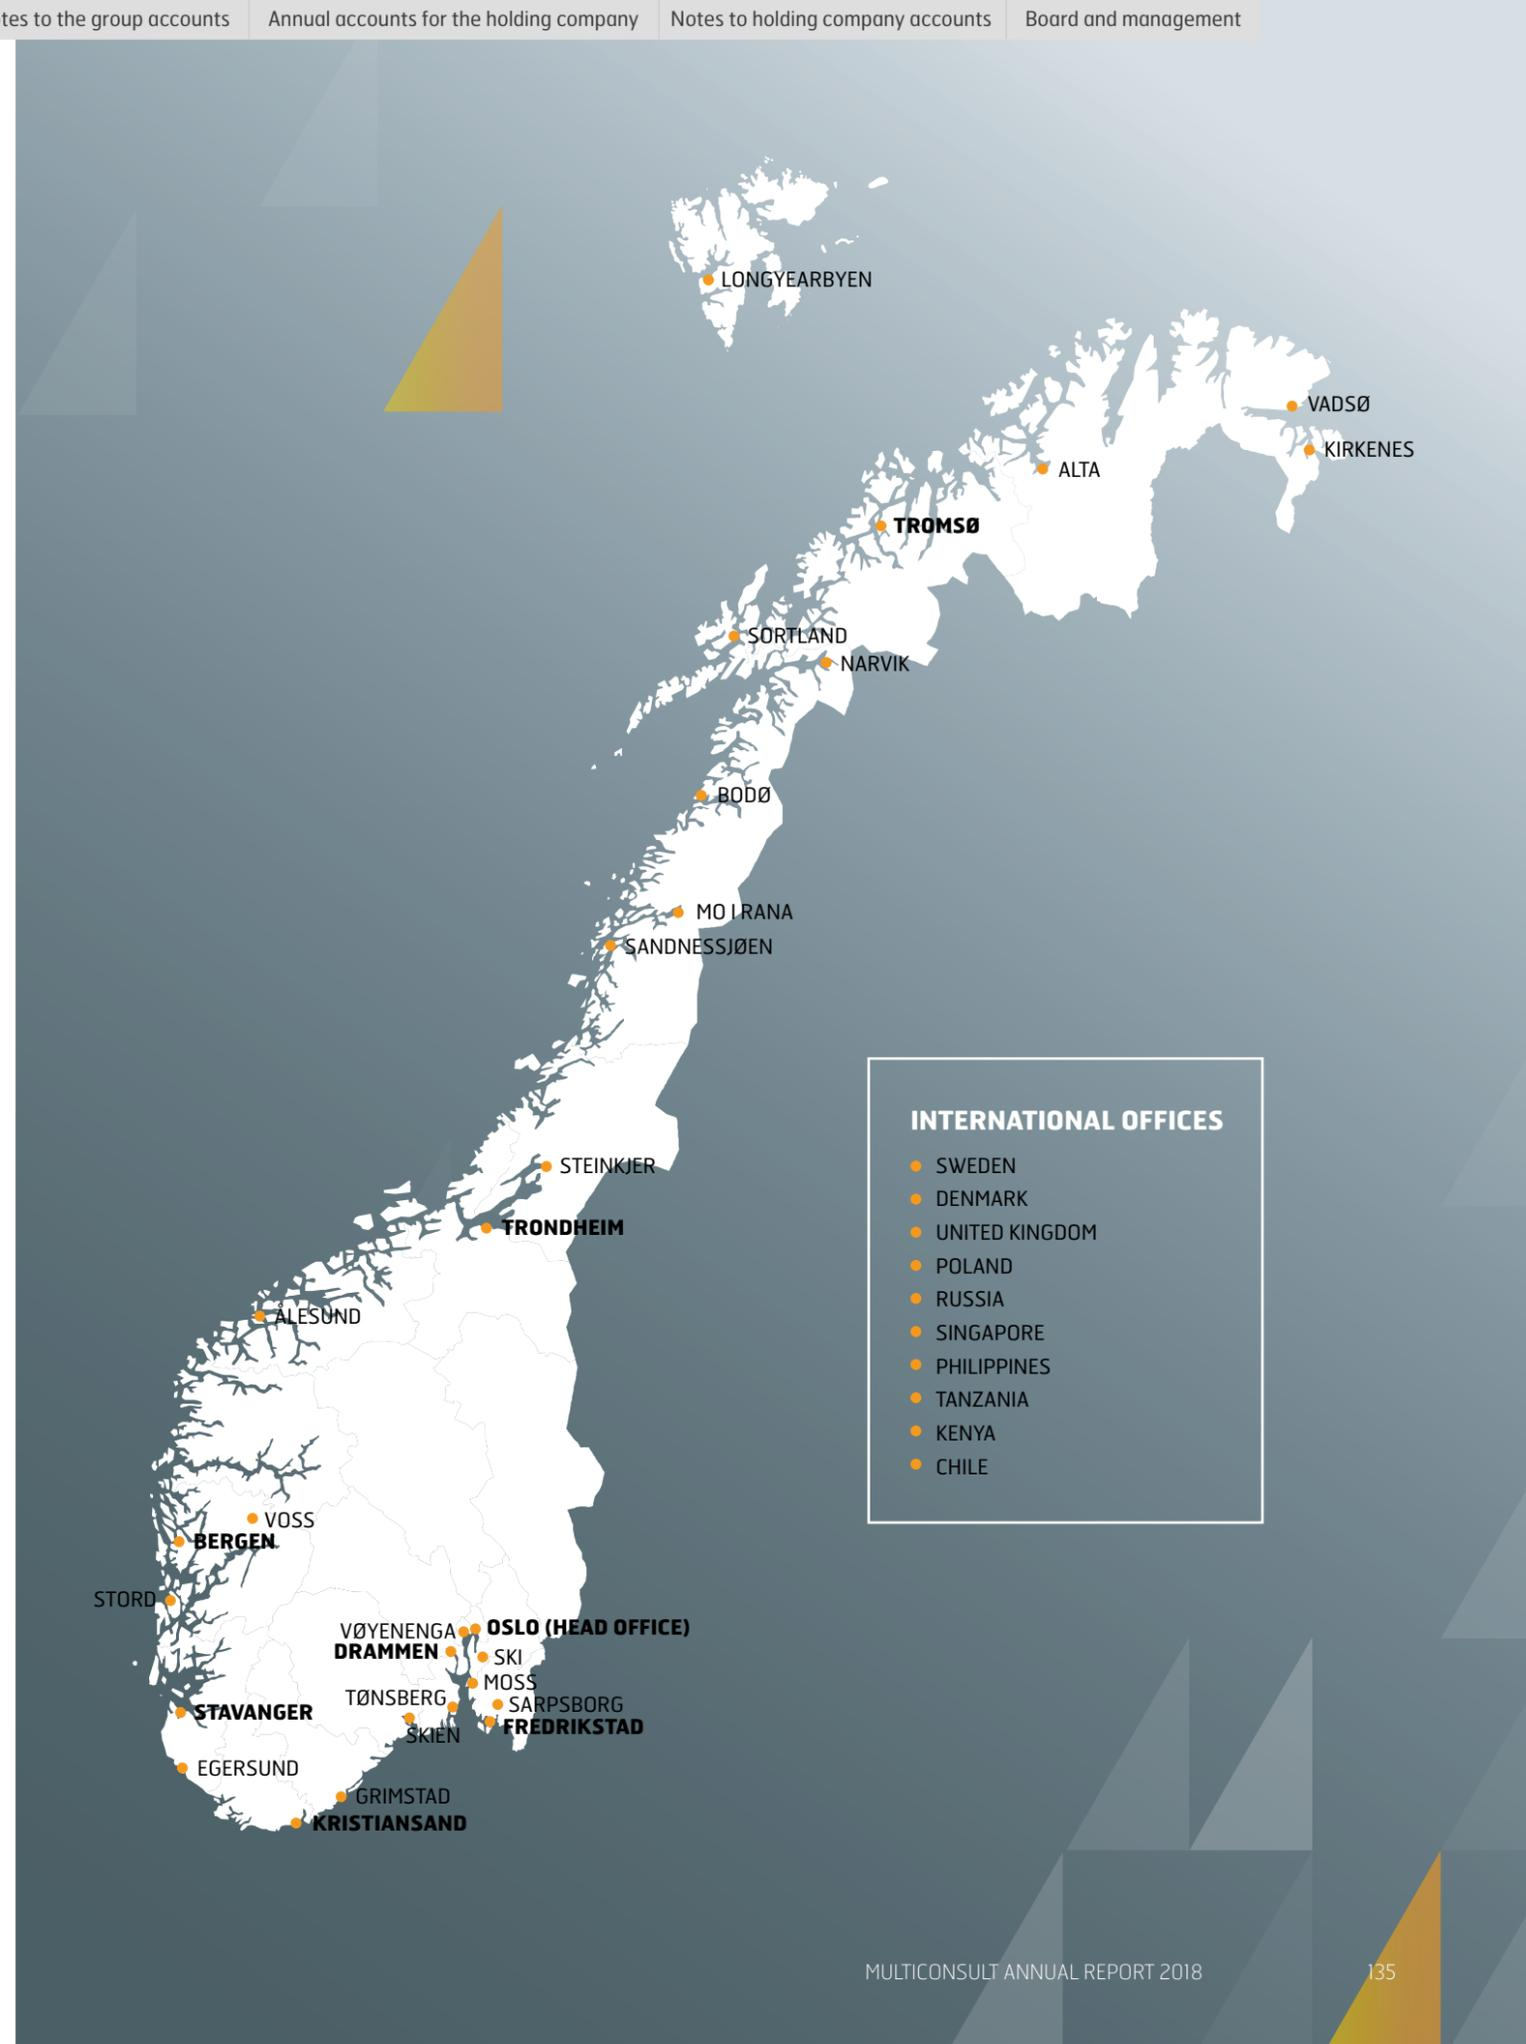 tes to the group accounts Annual accounts for the holding company Notes to holding company accounts Board and management
LONGYEARBYEN
VADSØ
KIRKENES
ALTA
TROMSØ
SORTLAND
NARVIK
BODØ
MO I RANA
SANDNESSJØEN
INTERNATIONAL OFFICES
SWEDEN
DENMARK
UNITED KINGDOM
POLAND
RUSSIA
SINGAPORE
PHILIPPINES
TANZANIA
KENYA
CHILE
STEINKJER
TRONDHEIM
ÅLESUND
VOSS
BERGEN
STORD
VØYENENGA
OSLO (HEAD OFFICE)
DRAMMEN
SKI
MOSS
TØNSBERG
SARPSBORG
STAVANGER
FREDRIKSTAD
SKIEN
EGERSUND
GRIMSTAD
KRISTIANSAND
MULTICONSULT ANNUAL REPORT 2018 135